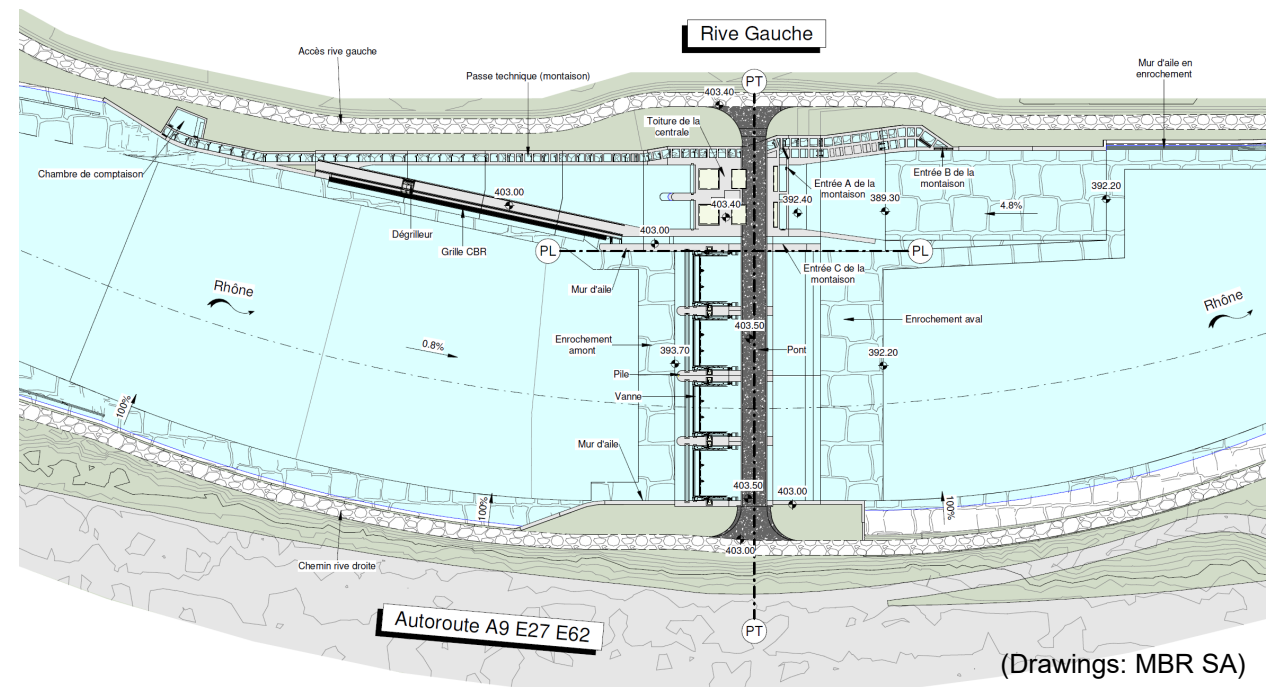 Rive Gauche
Accès rive gauche
Passe technique (montaison)
PT
403.40
Mur d'aile en
enrochement
Toiture de la
centrale
Chambre de comptaison
403.00
Dégrilleur
Grille CBR
403.40
403.00
Entrée A de la
montaison
392.40
389.30
Entrée B de la
montaison
392.20
4.8%
PL
PL
Mur d'aile
Entrée C de la
montaison
Rhône
Rhône
0.8%
Enrochement
amont
393.70
403.50
Pont
Enrochement aval
392.20
Pile
Vanne
100%
Mur d'aile
403.50
403.00
100%
100%
403.00
Chemin rive droite
Autoroute A9 E27 E62
PT
(Drawings: MBR SA)